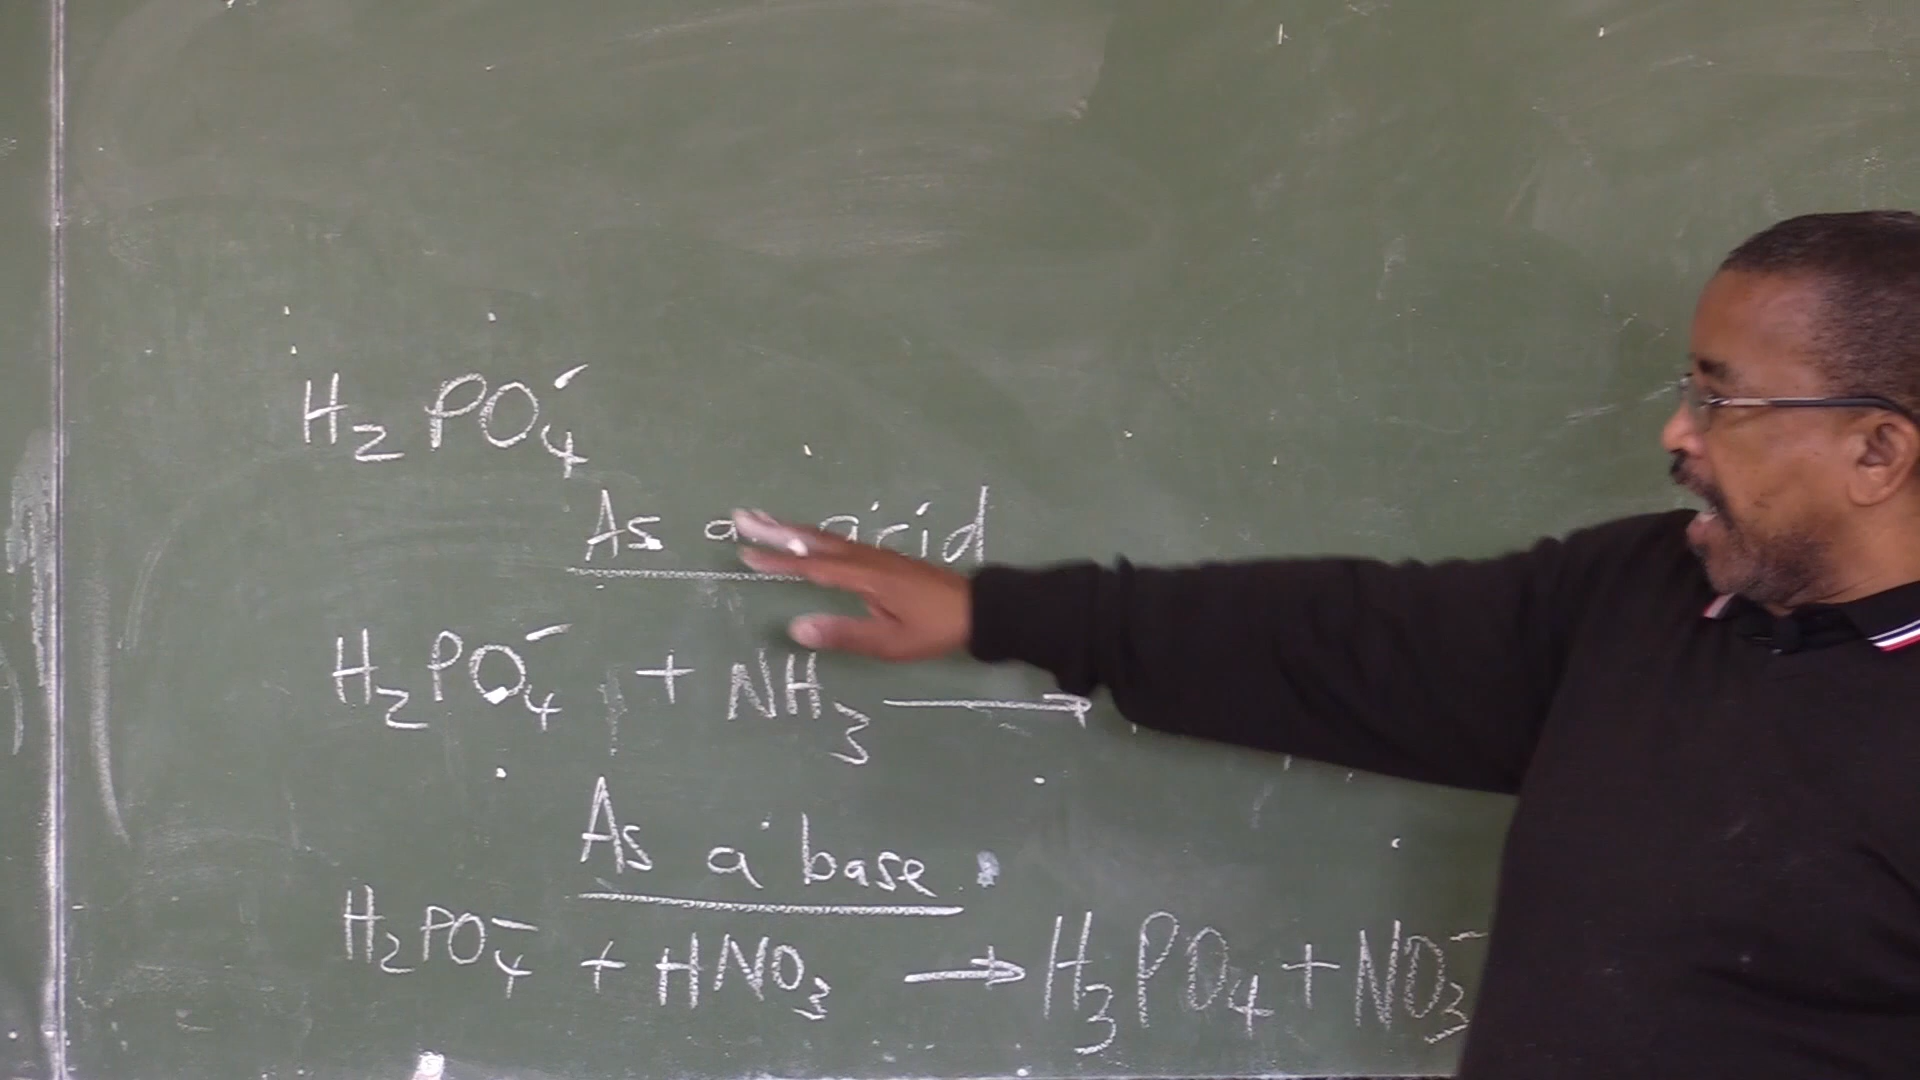 H₂PO₄⁻
As a acid
H₂PO₄⁻ + NH₃ →
As a base
H₂PO₄⁻ + HNO₃ → H₃PO₄ + NO₃⁻